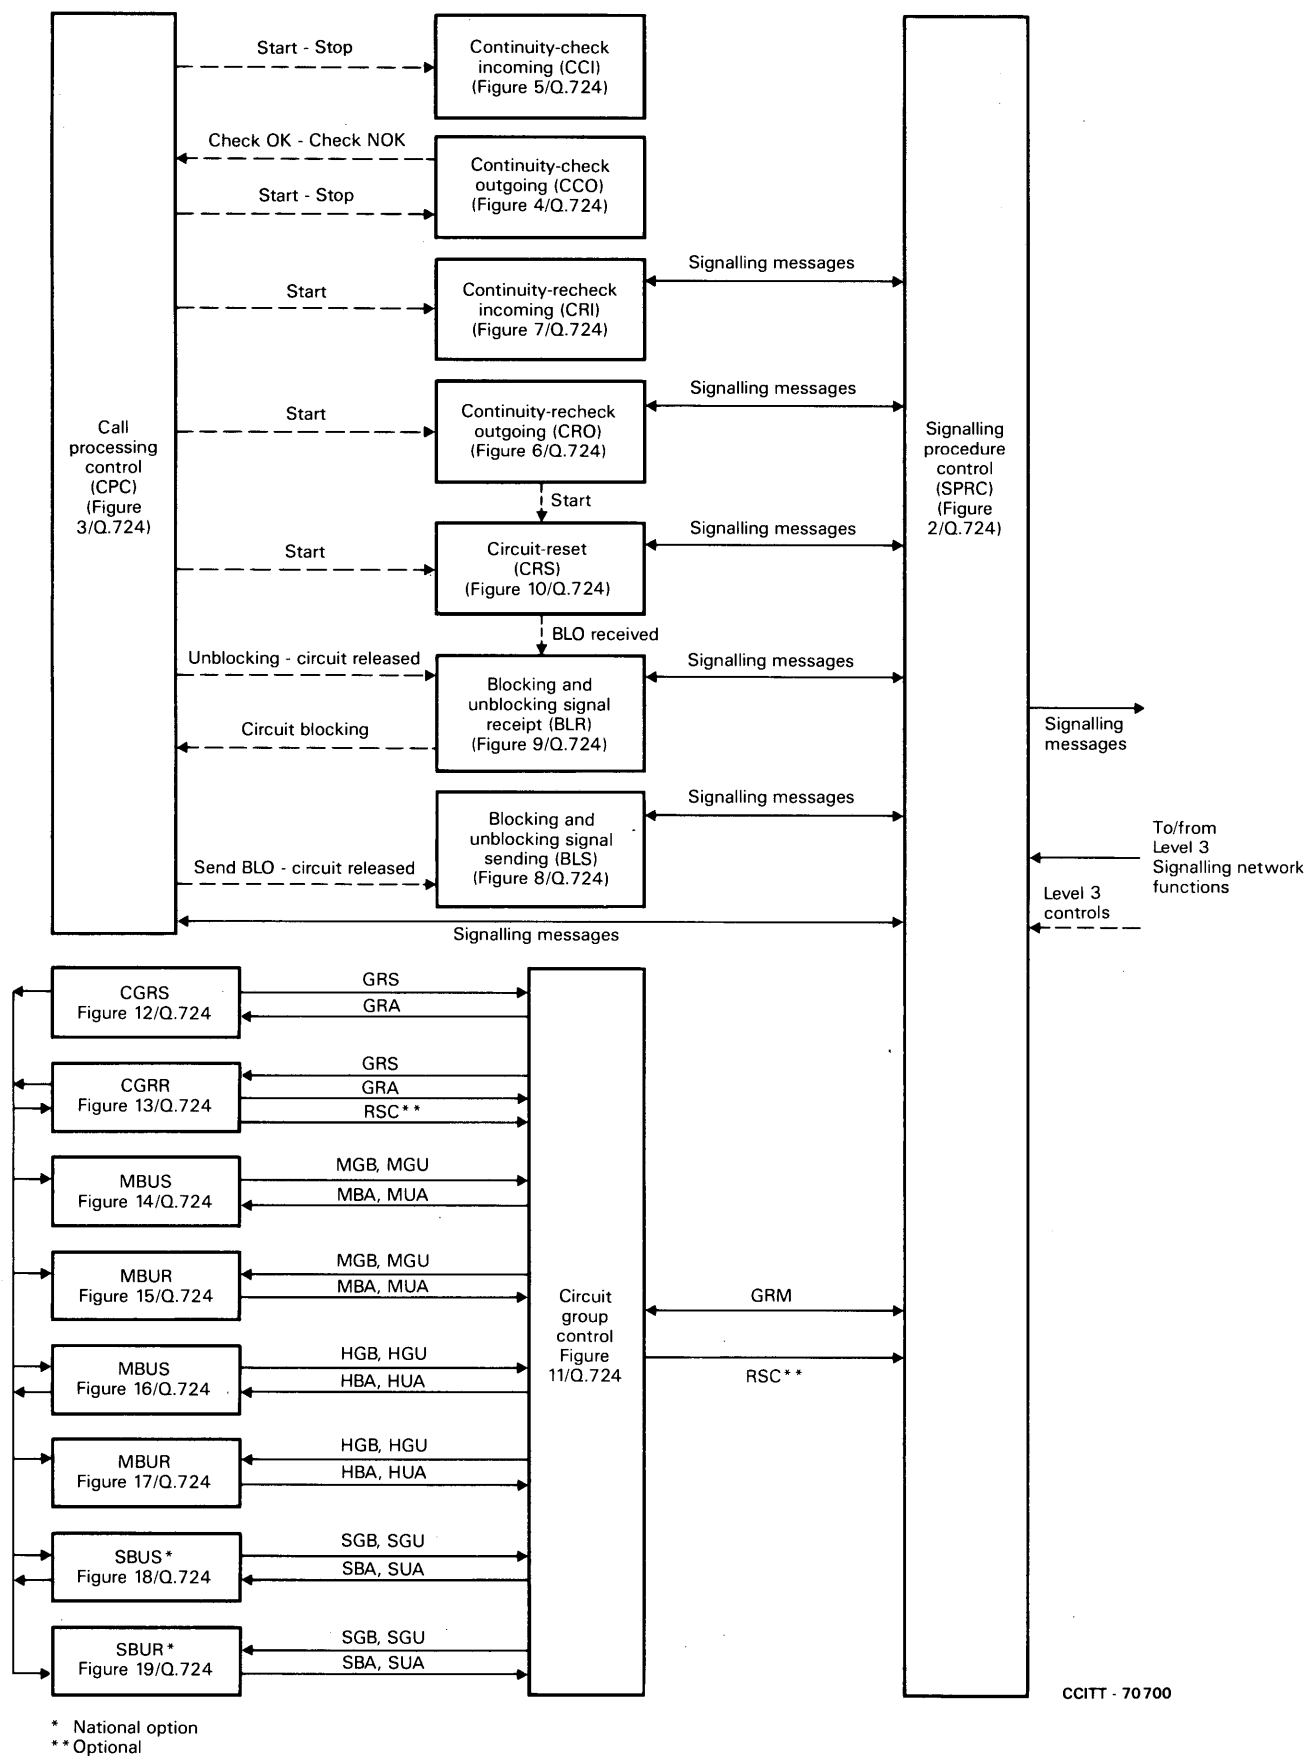 Start - Stop
Continuity-check
incoming (CCI)
(Figure 5/Q.724)
Check OK - Check NOK
Start - Stop
Continuity-check
outgoing (CCO)
(Figure 4/Q.724)
Start
Continuity-recheck
incoming (CRI)
(Figure 7/Q.724)
Signalling messages
Start
Continuity-recheck
outgoing (CRO)
(Figure 6/Q.724)
Signalling messages
Call
processing
control
(CPC)
(Figure
3/Q.724)
Signalling
procedure
control
(SPRC)
(Figure
2/Q.724)
Start
Start
Circuit-reset
(CRS)
(Figure 10/Q.724)
Signalling messages
BLO received
Unblocking - circuit released
Circuit blocking
Blocking and
unblocking signal
receipt (BLR)
(Figure 9/Q.724)
Signalling messages
Signalling
messages
Send BLO - circuit released
Blocking and
unblocking signal
sending (BLS)
(Figure 8/Q.724)
Signalling messages
To/from
Level 3
Signalling network
functions
Level 3
controls
Signalling messages
CGRS
Figure 12/Q.724
GRS
GRA
CGRR
Figure 13/Q.724
GRS
GRA
RSC**
MBUS
Figure 14/Q.724
MGB, MGU
MBA, MUA
MBUR
Figure 15/Q.724
MGB, MGU
MBA, MUA
Circuit
group
control
Figure
11/Q.724
GRM
RSC**
MBUS
Figure 16/Q.724
HGB, HGU
HBA, HUA
MBUR
Figure 17/Q.724
HGB, HGU
HBA, HUA
SBUS*
Figure 18/Q.724
SGB, SGU
SBA, SUA
SBUR*
Figure 19/Q.724
SGB, SGU
SBA, SUA
CCITT - 70700
* National option
** Optional